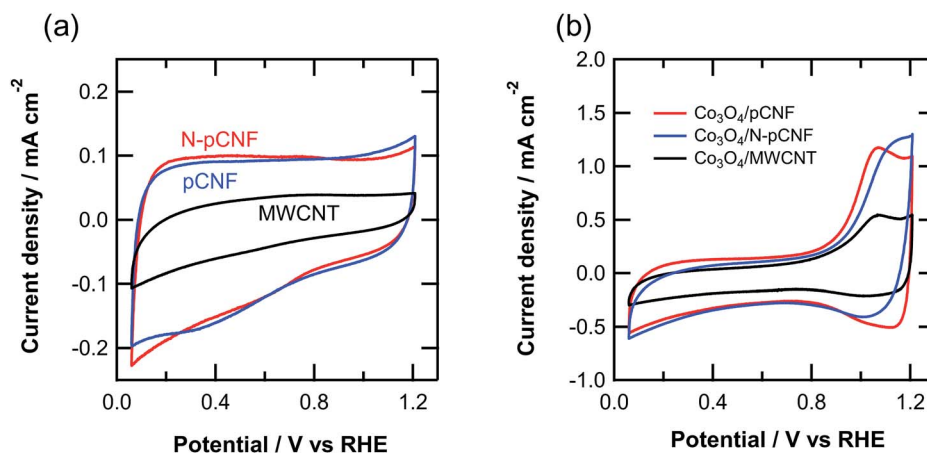 (a)
0.2
0.1
0.0
-0.1
-0.2
Current density / mA cm⁻²
N-pCNF
pCNF
MWCNT
0.0
0.4
0.8
1.2
Potential / V vs RHE
(b)
2.0
1.5
1.0
0.5
0.0
-0.5
-1.0
Current density / mA cm⁻²
Co₃O₄/pCNF
Co₃O₄/N-pCNF
Co₃O₄/MWCNT
0.0
0.4
0.8
1.2
Potential / V vs RHE